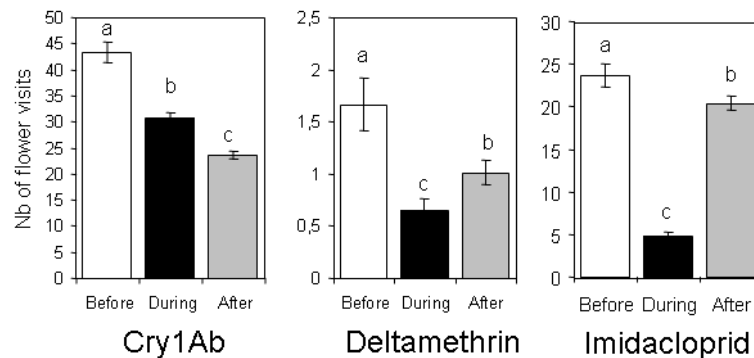 Nb of flower visits
50
45
40
35
30
25
20
15
10
5
0
a
b
c
Before During After
Cry1Ab
2,5
2
1,5
1
0,5
0
a
c
b
Before During After
Deltamethrin
30
25
20
15
10
5
0
a
c
b
Before During After
Imidacloprid